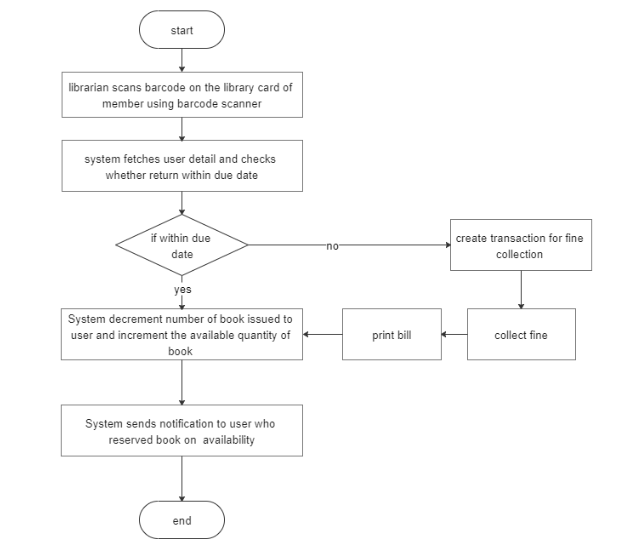 start
librarian scans barcode on the library card of
member using barcode scanner
system fetches user detail and checks
whether return within due date
if within due
date
no
create transaction for fine
collection
yes
System decrement number of book issued to
user and increment the available quantity of
book
print bill
collect fine
System sends notification to user who
reserved book on availability
end